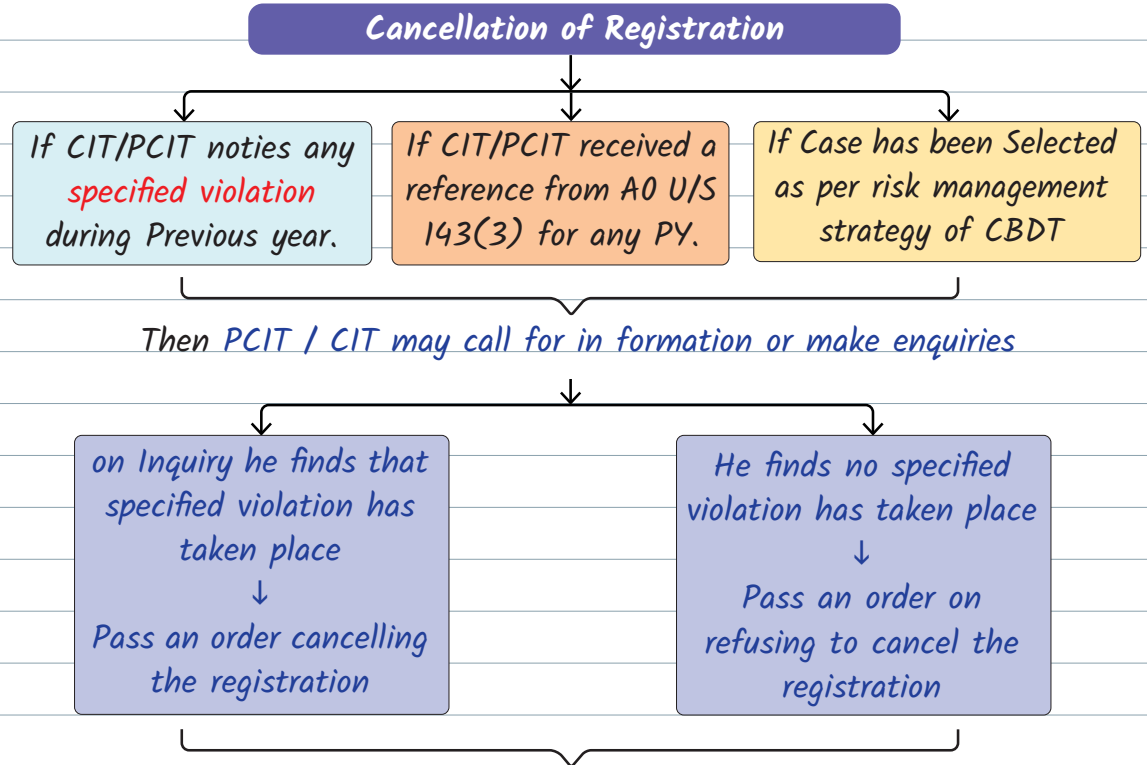 Cancellation of Registration
If CIT/PCIT noties any
specified violation
during Previous year.
If CIT/PCIT received a
reference from AO U/S
143(3) for any PY.
If Case has been Selected
as per risk management
strategy of CBDT
Then PCIT / CIT may call for in formation or make enquiries
on Inquiry he finds that
specified violation has
taken place
↓
Pass an order cancelling
the registration
He finds no specified
violation has taken place
↓
Pass an order on
refusing to cancel the
registration